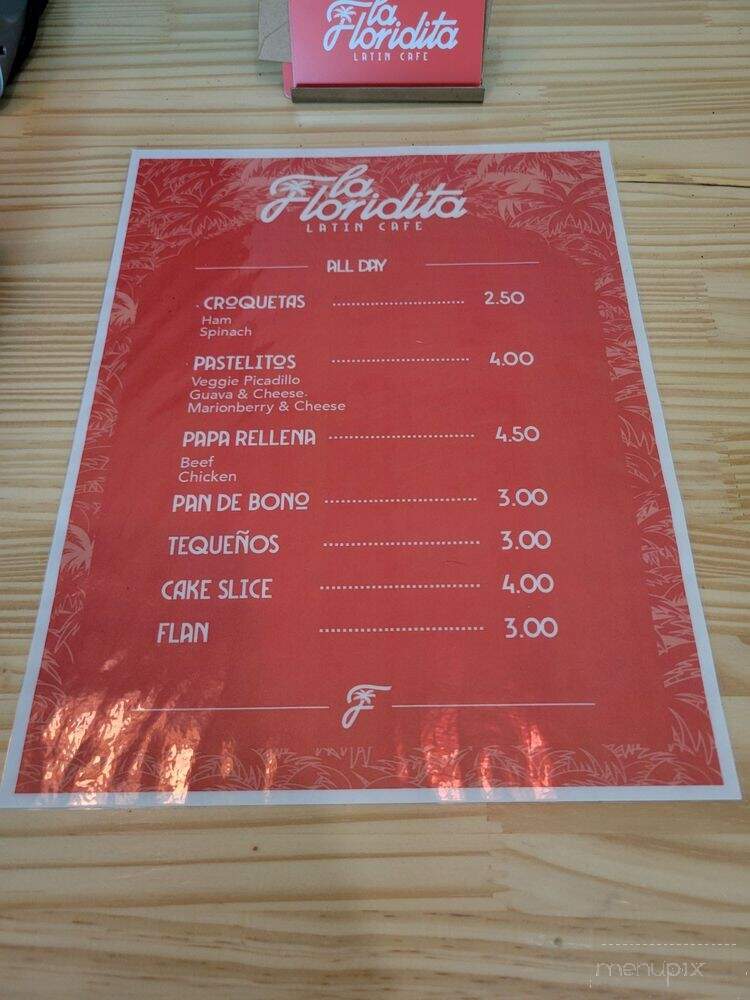 la
Floridita
LATIN CAFE
la
Floridita
LATIN CAFE
ALL DAY
CROQUETAS 2.50
Ham
Spinach
PASTELITOS 4.00
Veggie Picadillo
Guava & Cheese
Marionberry & Cheese
PAPA RELLENA 4.50
Beef
Chicken
PAN DE BONO 3.00
TEQUEÑOS 3.00
CAKE SLICE 4.00
FLAN 3.00
F
menupix